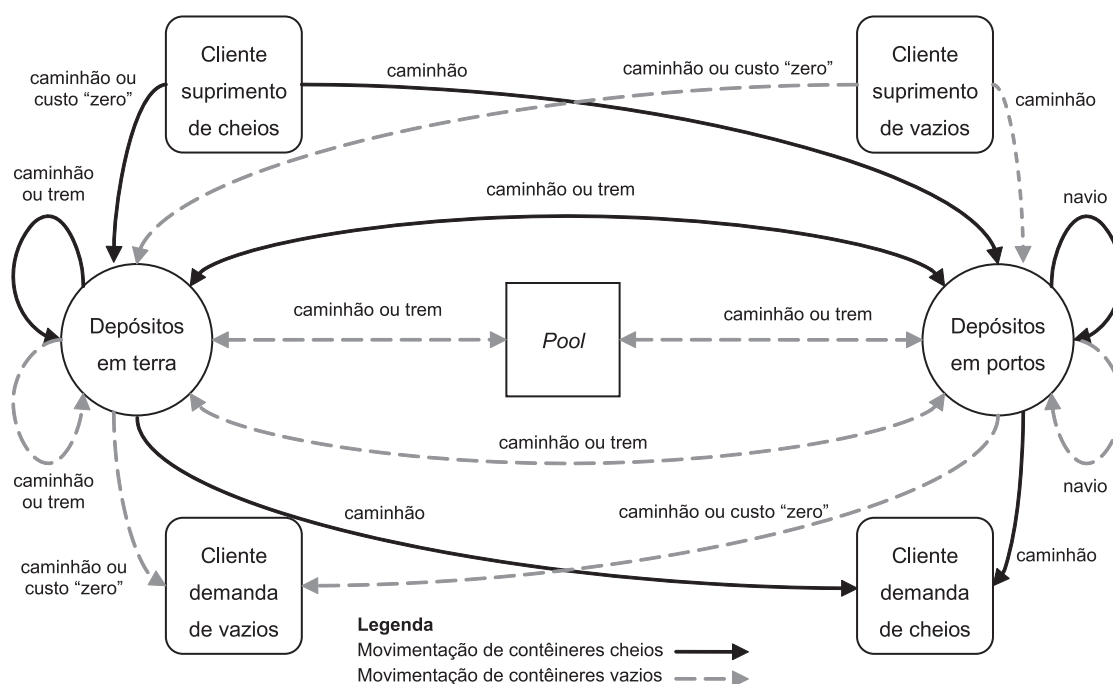 Cliente
suprimento
de cheios
Cliente
suprimento
de vazios
caminhão ou
custo “zero”
caminhão
caminhão ou custo “zero”
caminhão
caminhão
ou trem
caminhão ou trem
navio
Depósitos
em terra
caminhão ou trem
Pool
caminhão ou trem
Depósitos
em portos
caminhão ou trem
caminhão
ou trem
navio
caminhão
caminhão ou custo “zero”
caminhão ou
custo “zero”
Cliente
demanda
de vazios
Cliente
demanda
de cheios
caminhão
Legenda
Movimentação de contêineres cheios
Movimentação de contêineres vazios